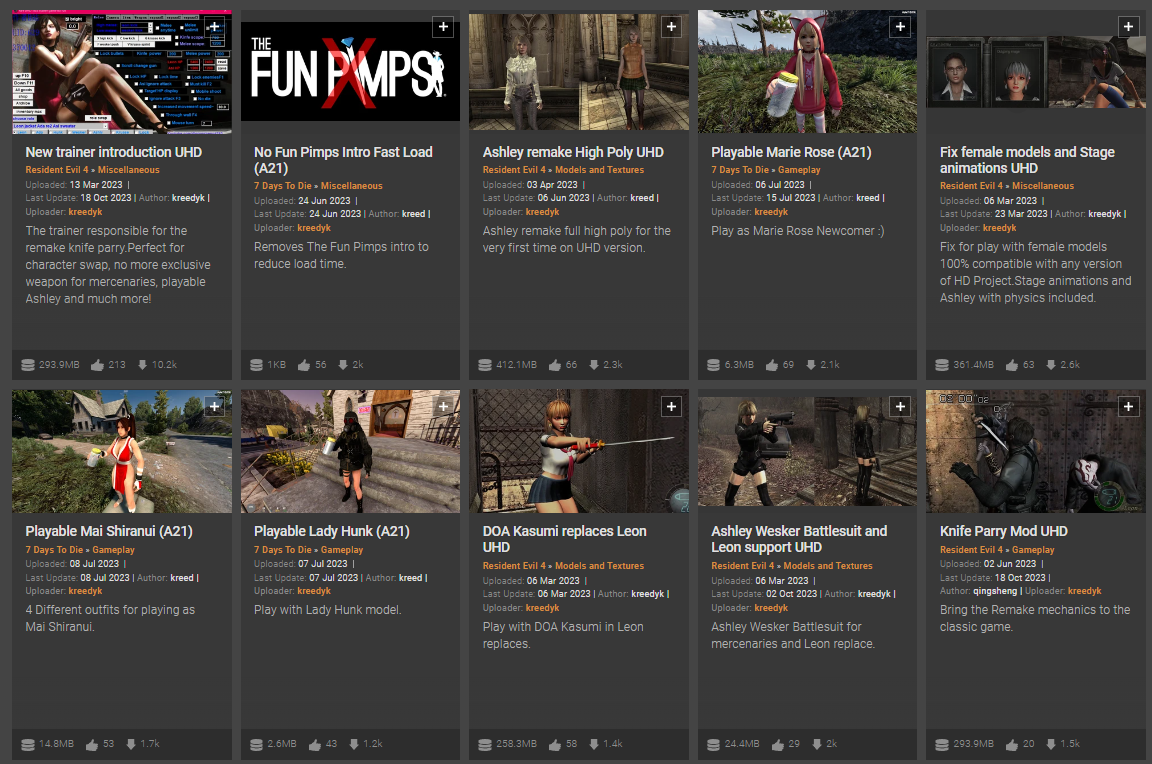 New trainer introduction UHD
Resident Evil 4 » Miscellaneous
Uploaded: 13 Mar 2023 |
Last Update: 18 Oct 2023 | Author: kreedyk |
Uploader: kreedyk
The trainer responsible for the
remake knife parry.Perfect for
character swap, no more exclusive
weapon for mercenaries, playable
Ashley and much more!
293.9MB 213 10.2k
THE
FUN PIMPS
No Fun Pimps Intro Fast Load
(A21)
7 Days To Die » Miscellaneous
Uploaded: 24 Jun 2023 |
Last Update: 24 Jun 2023 | Author: kreed |
Uploader: kreedyk
Removes The Fun Pimps intro to
reduce load time.
1KB 56 2k
Ashley remake High Poly UHD
Resident Evil 4 » Models and Textures
Uploaded: 03 Apr 2023 |
Last Update: 06 Jun 2023 | Author: kreed |
Uploader: kreedyk
Ashley remake full high poly for the
very first time on UHD version.
412.1MB 66 2.3k
Playable Marie Rose (A21)
7 Days To Die » Gameplay
Uploaded: 06 Jul 2023 |
Last Update: 15 Jul 2023 | Author: kreed |
Uploader: kreedyk
Play as Marie Rose Newcomer :)
6.3MB 69 2.1k
Fix female models and Stage
animations UHD
Resident Evil 4 » Miscellaneous
Uploaded: 06 Mar 2023 |
Last Update: 23 Mar 2023 | Author: kreedyk |
Uploader: kreedyk
Fix for play with female models
100% compatible with any version
of HD Project.Stage animations and
Ashley with physics included.
361.4MB 63 2.6k
Playable Mai Shiranui (A21)
7 Days To Die » Gameplay
Uploaded: 08 Jul 2023 |
Last Update: 08 Jul 2023 | Author: kreed |
Uploader: kreedyk
4 Different outfits for playing as
Mai Shiranui.
14.8MB 53 1.7k
Playable Lady Hunk (A21)
7 Days To Die » Gameplay
Uploaded: 07 Jul 2023 |
Last Update: 07 Jul 2023 | Author: kreed |
Uploader: kreedyk
Play with Lady Hunk model.
2.6MB 43 1.2k
DOA Kasumi replaces Leon
UHD
Resident Evil 4 » Models and Textures
Uploaded: 06 Mar 2023 |
Last Update: 06 Mar 2023 | Author: kreedyk |
Uploader: kreedyk
Play with DOA Kasumi in Leon
replaces.
258.3MB 58 1.4k
Ashley Wesker Battlesuit and
Leon support UHD
Resident Evil 4 » Models and Textures
Uploaded: 06 Mar 2023 |
Last Update: 02 Oct 2023 | Author: kreedyk |
Uploader: kreedyk
Ashley Wesker Battlesuit for
mercenaries and Leon replace.
24.4MB 29 2k
Knife Parry Mod UHD
Resident Evil 4 » Gameplay
Uploaded: 02 Jun 2023 |
Last Update: 18 Oct 2023 |
Author: qingsheng | Uploader: kreedyk
Bring the Remake mechanics to the
classic game.
293.9MB 20 1.5k